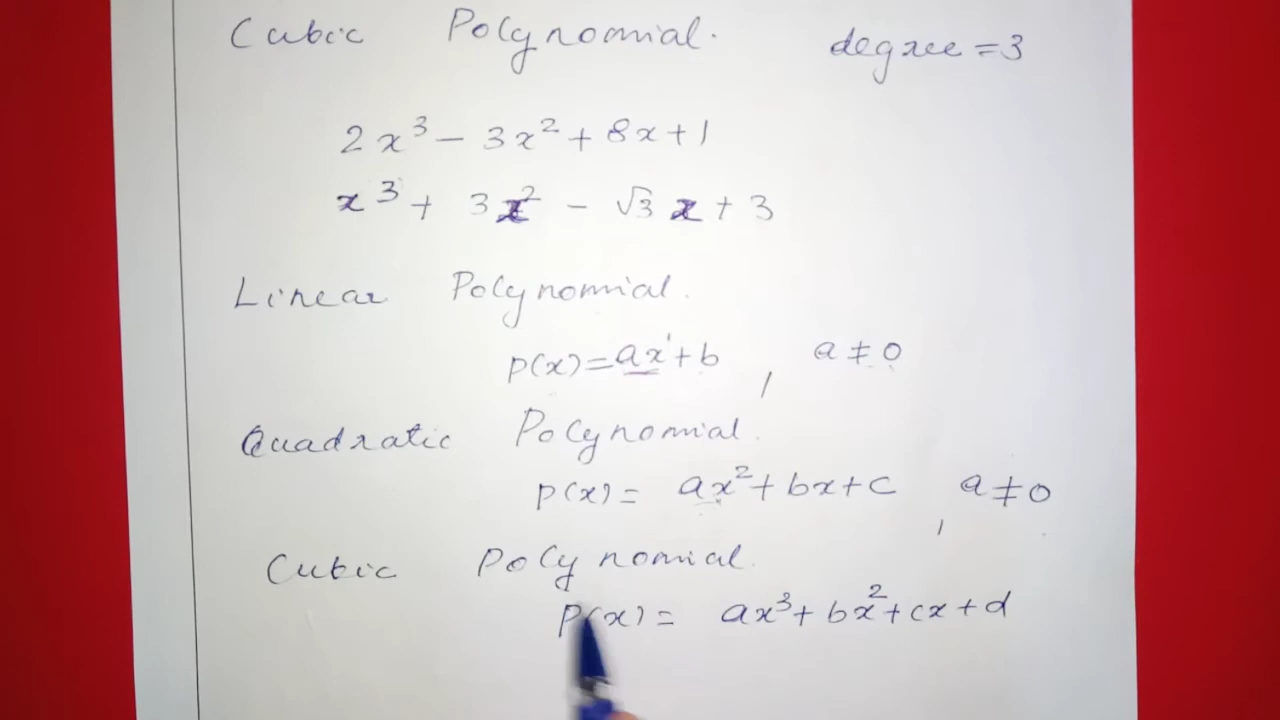 Cubic Polynomial. degree = 3
2x³ - 3x² + 8x + 1
x³ + 3x² - √3 x + 3
Linear Polynomial.
P(x) = ax¹ + b , a ≠ 0
Quadratic Polynomial.
P(x) = ax² + bx + c , a ≠ 0
Cubic Polynomial.
P(x) = ax³ + bx² + cx + d